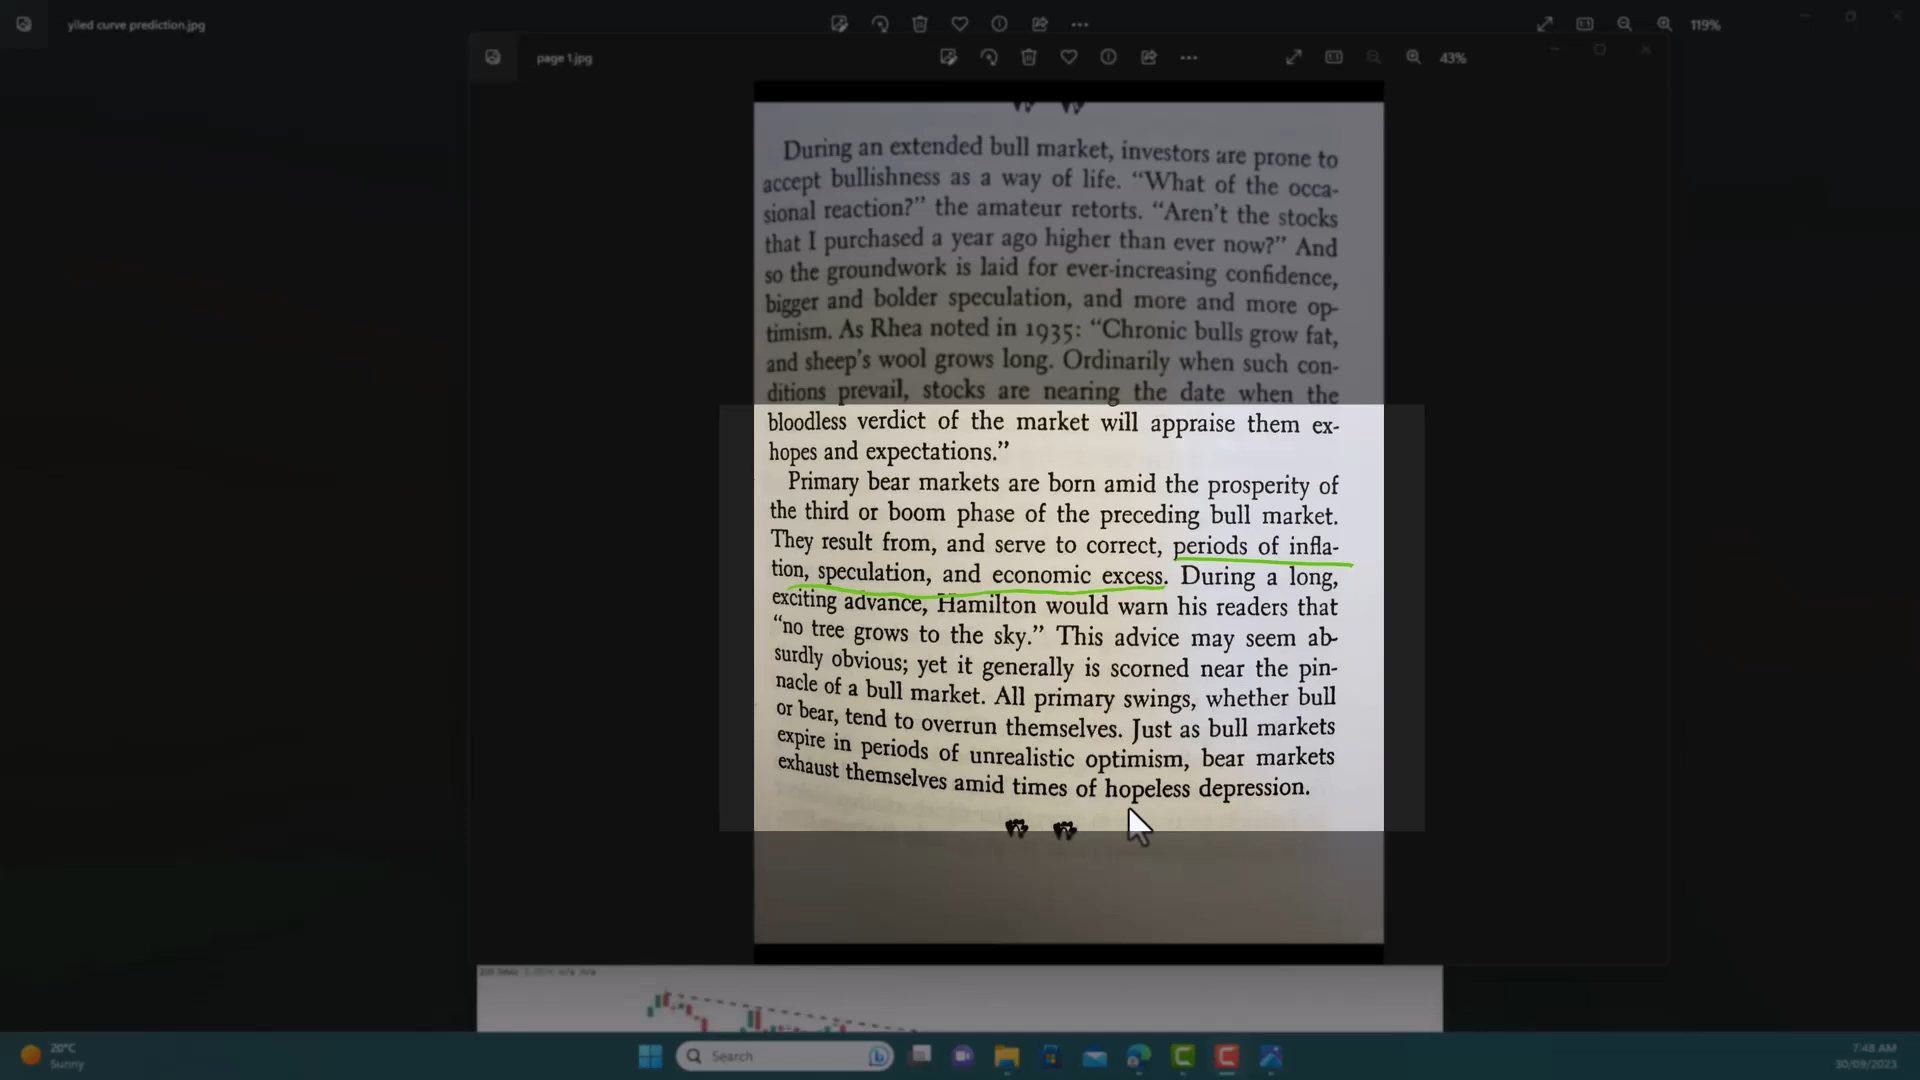 yiled curve prediction.jpg
119%
page 1.jpg
43%
During an extended bull market, investors are prone to
accept bullishness as a way of life. “What of the occa-
sional reaction?” the amateur retorts. “Aren’t the stocks
that I purchased a year ago higher than ever now?” And
so the groundwork is laid for ever-increasing confidence,
bigger and bolder speculation, and more and more op-
timism. As Rhea noted in 1935: “Chronic bulls grow fat,
and sheep’s wool grows long. Ordinarily when such con-
ditions prevail, stocks are nearing the date when the
bloodless verdict of the market will appraise them ex-
hopes and expectations.”
Primary bear markets are born amid the prosperity of
the third or boom phase of the preceding bull market.
They result from, and serve to correct, periods of infla-
tion, speculation, and economic excess. During a long,
exciting advance, Hamilton would warn his readers that
“no tree grows to the sky.” This advice may seem ab-
surdly obvious; yet it generally is scorned near the pin-
nacle of a bull market. All primary swings, whether bull
or bear, tend to overrun themselves. Just as bull markets
expire in periods of unrealistic optimism, bear markets
exhaust themselves amid times of hopeless depression.
20°C
Sunny
Search
7:48 AM
30/09/2023